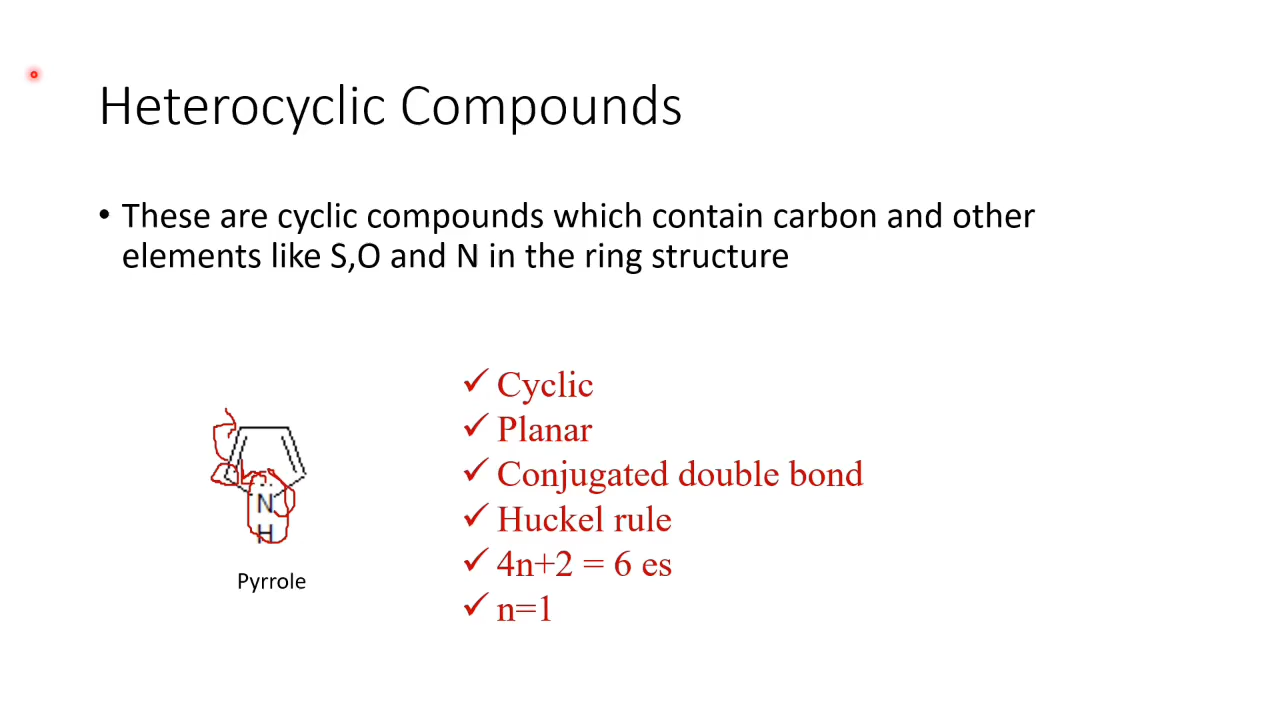 Heterocyclic Compounds
• These are cyclic compounds which contain carbon and other
elements like S,O and N in the ring structure
✓ Cyclic
✓ Planar
✓ Conjugated double bond
✓ Huckel rule
✓ 4n+2 = 6 es
✓ n=1
N
H
Pyrrole